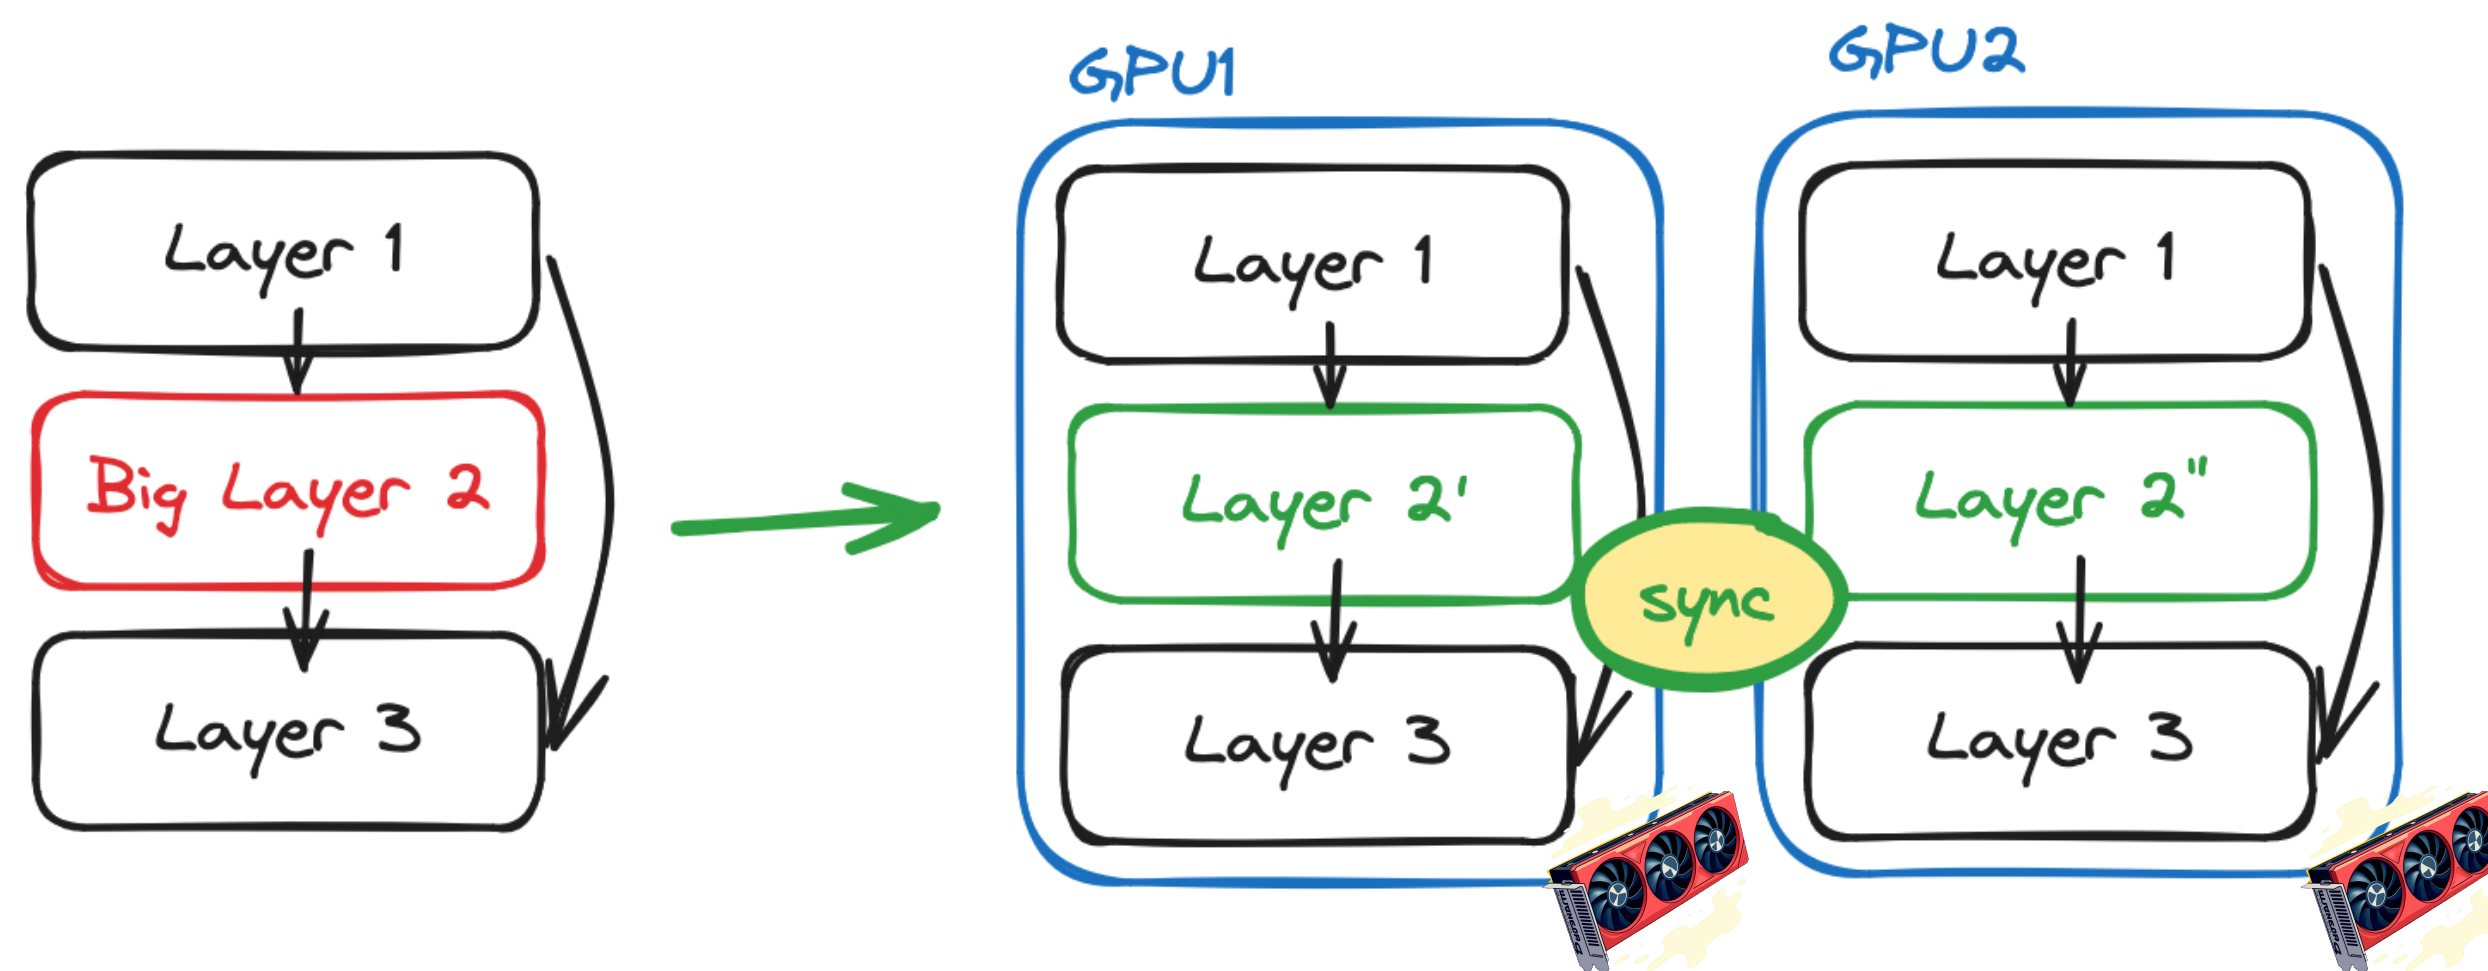 Layer 1
Big Layer 2
Layer 3
GPU1
Layer 1
Layer 2'
Layer 3
sync
GPU2
Layer 1
Layer 2"
Layer 3